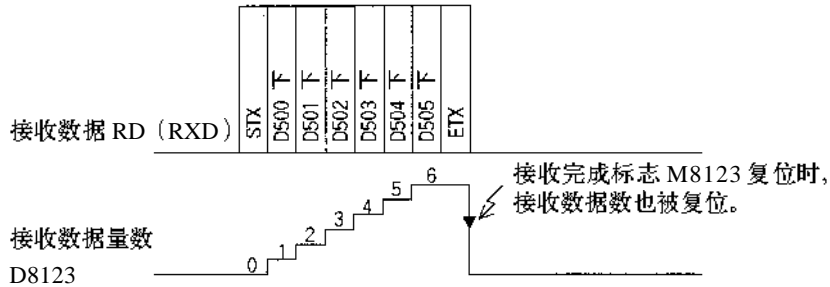 STX
D500 下
D501 下
D502 下
D503 下
D504 下
D505 下
ETX
接收数据 RD（RXD）
接收完成标志 M8123 复位时，
接收数据数也被复位。
接收数据量数
D8123
0
1
2
3
4
5
6